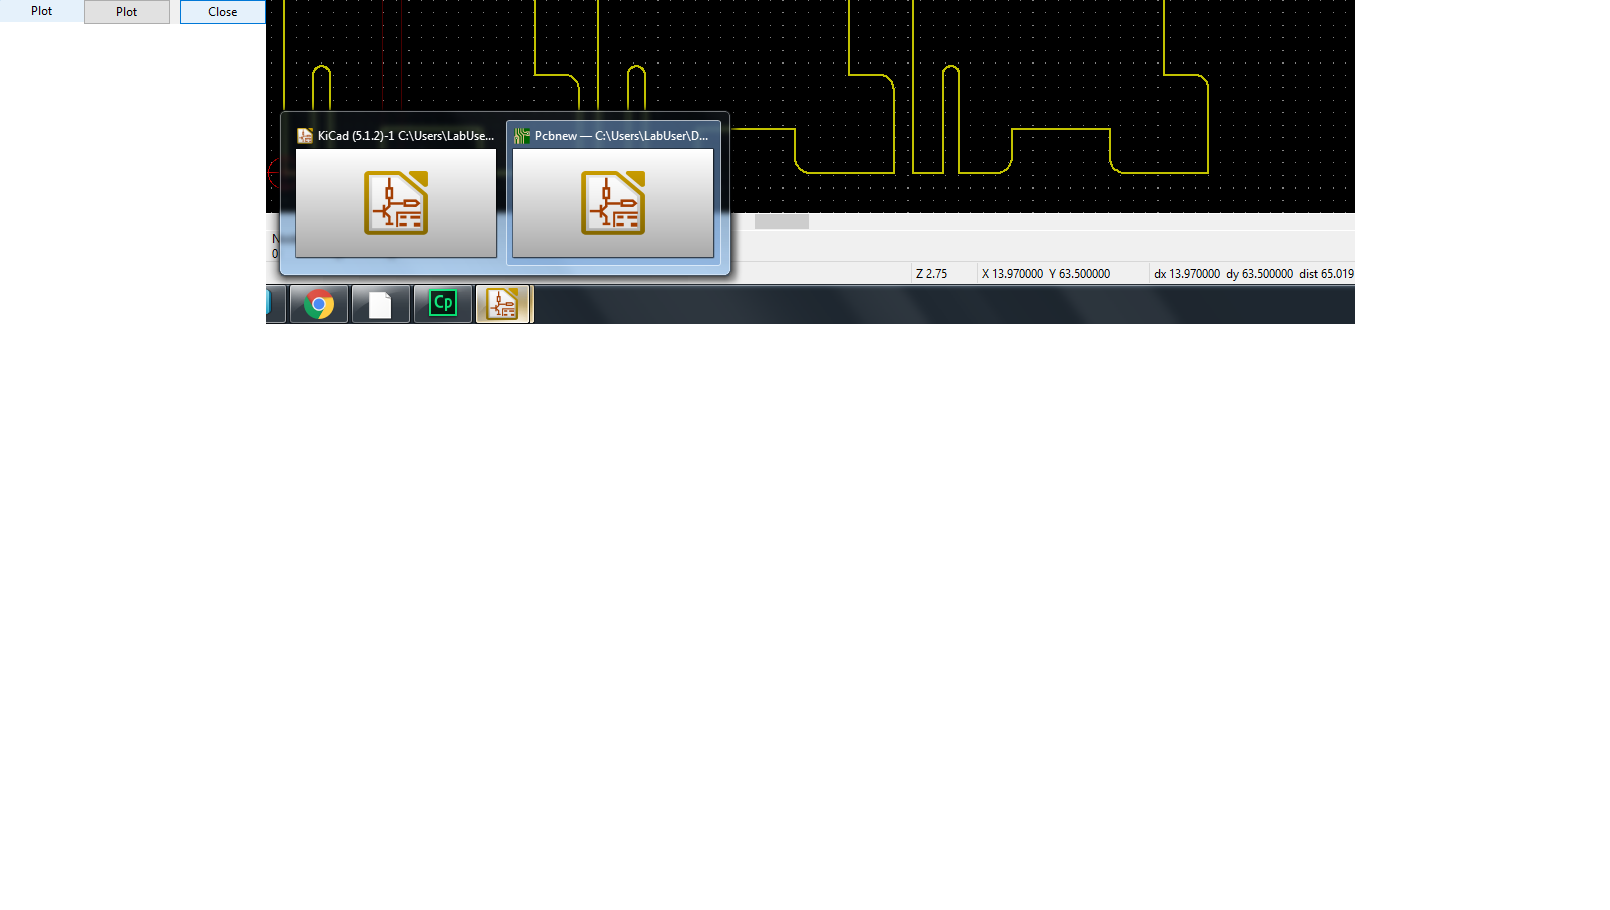 Plot
Plot
Close
KiCad (5.1.2)-1 C:\Users\LabUse...
Pcbnew — C:\Users\LabUser\D...
0
Z 2.75
X 13.970000 Y 63.500000
dx 13.970000 dy 63.500000 dist 65.019
Cp